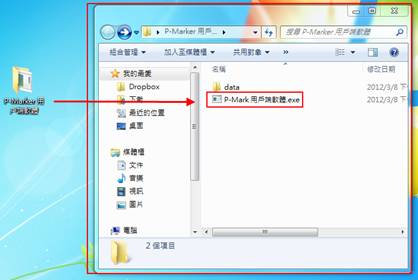 P-Marker 用戶端軟體
P-Marker 用戶...
搜尋 P-Marker 用戶端軟體
組合管理
加入至媒體櫃
共用對象
»
我的最愛
Dropbox
下載
最近的位置
桌面
媒體櫃
文件
音樂
視訊
圖片
電腦
名稱
修改日期
data
2012/3/8 下
P-Mark 用戶端軟體.exe
2012/3/8 下
2 個項目